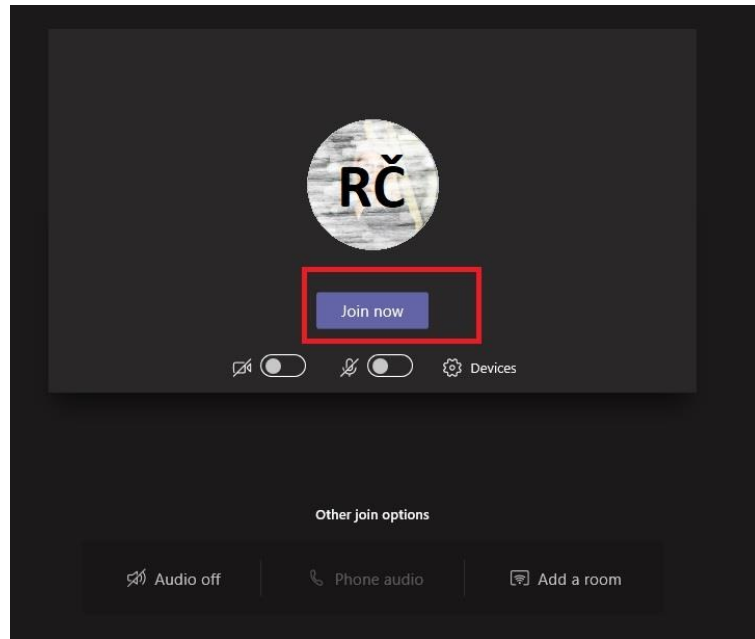 RČ
Join now
Devices
Other join options
Audio off
Phone audio
Add a room